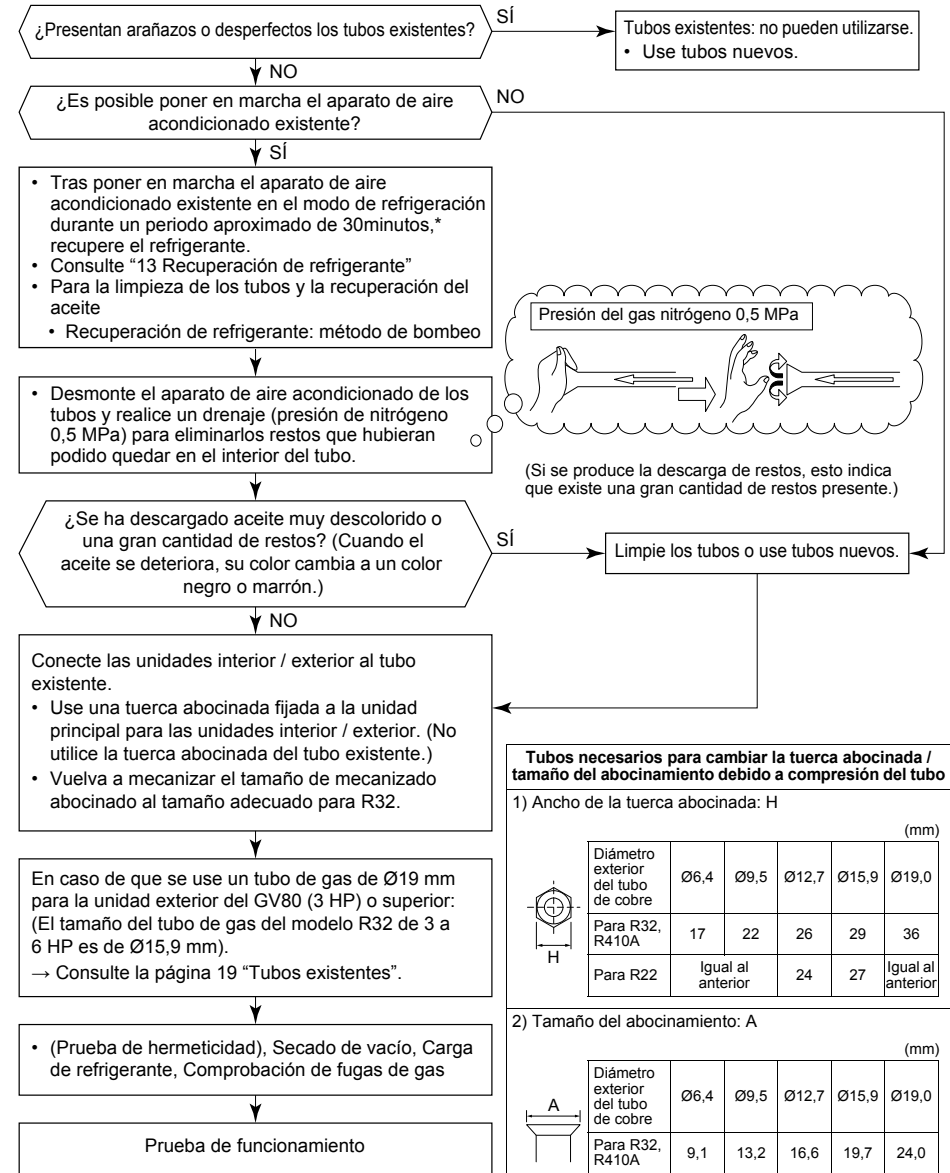 ¿Presentan arañazos o desperfectos los tubos existentes?
SÍ
Tubos existentes: no pueden utilizarse.
• Use tubos nuevos.
NO
¿Es posible poner en marcha el aparato de aire
acondicionado existente?
NO
SÍ
• Tras poner en marcha el aparato de aire
acondicionado existente en el modo de refrigeración
durante un periodo aproximado de 30minutos,*
recupere el refrigerante.
• Consulte “13 Recuperación de refrigerante”
• Para la limpieza de los tubos y la recuperación del
aceite
• Recuperación de refrigerante: método de bombeo
Presión del gas nitrógeno 0,5 MPa
• Desmonte el aparato de aire acondicionado de los
tubos y realice un drenaje (presión de nitrógeno
0,5 MPa) para eliminarlos restos que hubieran
podido quedar en el interior del tubo.
(Si se produce la descarga de restos, esto indica
que existe una gran cantidad de restos presente.)
¿Se ha descargado aceite muy descolorido o
una gran cantidad de restos? (Cuando el
aceite se deteriora, su color cambia a un color
negro o marrón.)
SÍ
Limpie los tubos o use tubos nuevos.
NO
Conecte las unidades interior / exterior al tubo
existente.
• Use una tuerca abocinada fijada a la unidad
principal para las unidades interior / exterior. (No
utilice la tuerca abocinada del tubo existente.)
• Vuelva a mecanizar el tamaño de mecanizado
abocinado al tamaño adecuado para R32.
En caso de que se use un tubo de gas de Ø19 mm
para la unidad exterior del GV80 (3 HP) o superior:
(El tamaño del tubo de gas del modelo R32 de 3 a
6 HP es de Ø15,9 mm).
→ Consulte la página 19 “Tubos existentes”.
• (Prueba de hermeticidad), Secado de vacío, Carga
de refrigerante, Comprobación de fugas de gas
Prueba de funcionamiento
Tubos necesarios para cambiar la tuerca abocinada /
tamaño del abocinamiento debido a compresión del tubo
1) Ancho de la tuerca abocinada: H
(mm)
H
Diámetro
exterior
del tubo
de cobre
Ø6,4 Ø9,5 Ø12,7 Ø15,9 Ø19,0
Para R32,
R410A
17 22 26 29 36
Para R22
Igual al
anterior
24 27
Igual al
anterior
2) Tamaño del abocinamiento: A
(mm)
A
Diámetro
exterior
del tubo
de cobre
Ø6,4 Ø9,5 Ø12,7 Ø15,9 Ø19,0
Para R32,
R410A
9,1 13,2 16,6 19,7 24,0